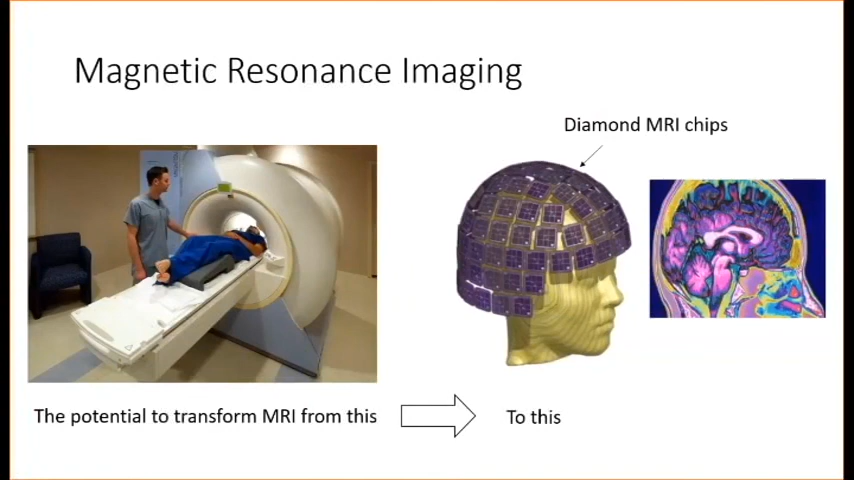 Magnetic Resonance Imaging
Diamond MRI chips
The potential to transform MRI from this
To this